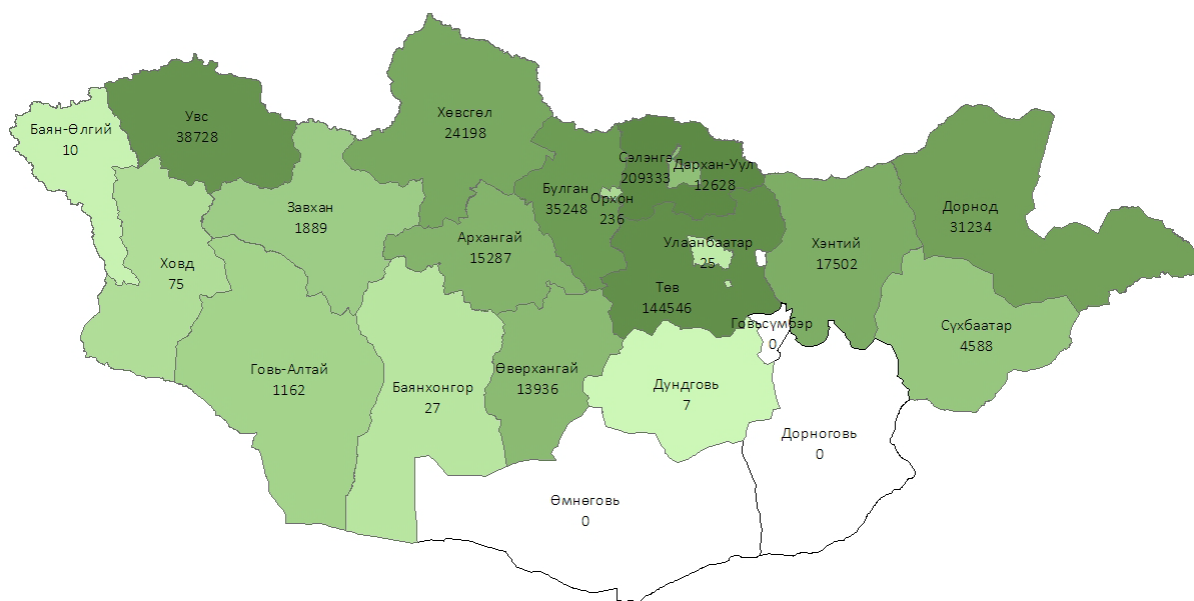 Хөвсгөл
24198
Увс
38728
Баян-Өлгий
10
Сэлэнгэ
209333
Дархан-Уул
12628
Булган
35248
Орхон
236
Завхан
1889
Дорнод
31234
Архангай
15287
Улаанбаатар
25
Хэнтий
17502
Ховд
75
Төв
144546
Говьсүмбэр
0
Сүхбаатар
4588
Говь-Алтай
1162
Баянхонгор
27
Өвөрхангай
13936
Дундговь
7
Дорноговь
0
Өмнөговь
0